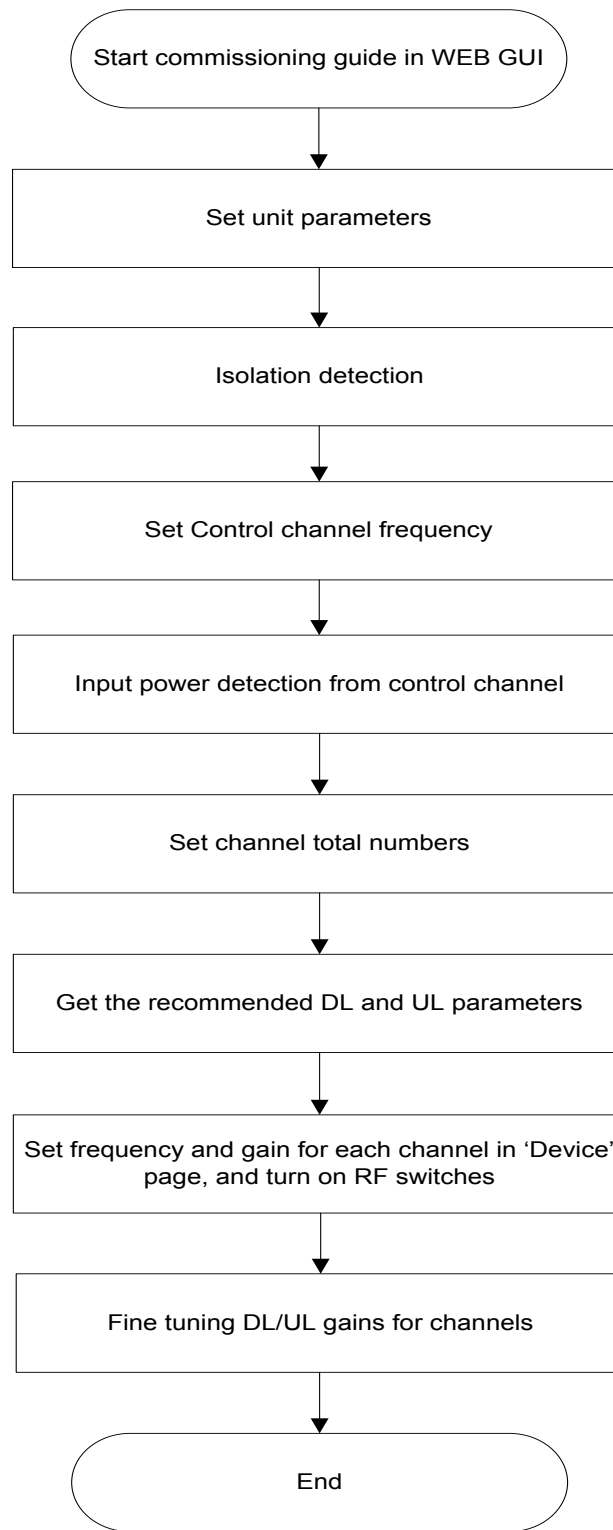 Start commissioning guide in WEB GUI
Set unit parameters
Isolation detection
Set Control channel frequency
Input power detection from control channel
Set channel total numbers
Get the recommended DL and UL parameters
Set frequency and gain for each channel in ‘Device’
page, and turn on RF switches
Fine tuning DL/UL gains for channels
End